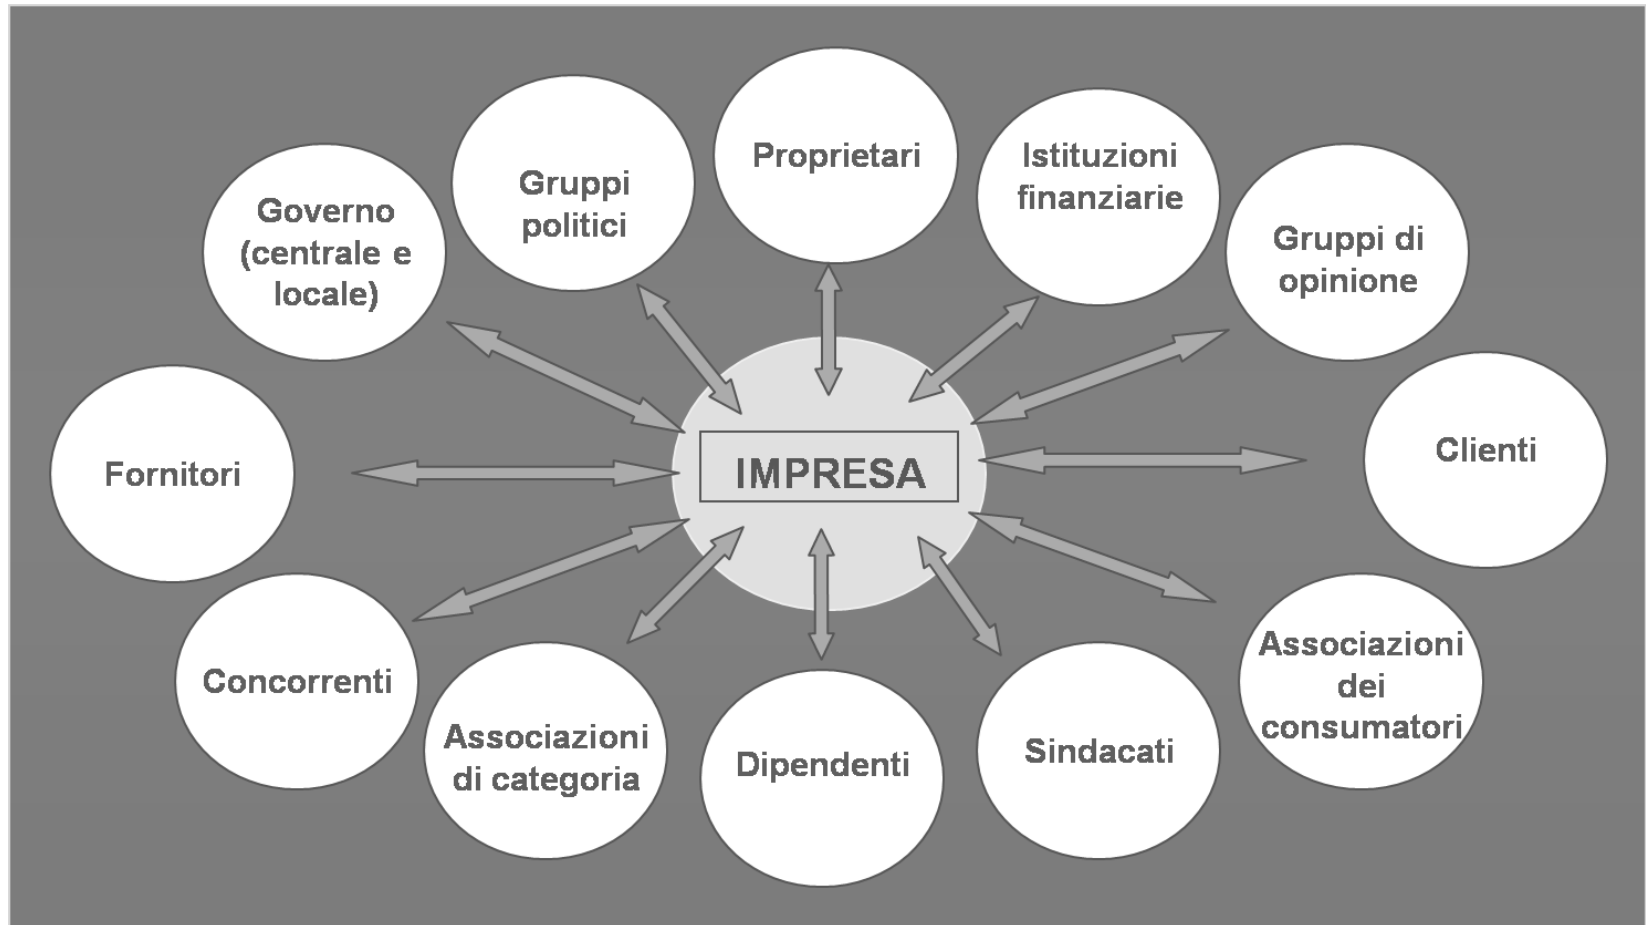 Proprietari
Gruppi
politici
Istituzioni
finanziarie
Governo
(centrale e
locale)
Gruppi di
opinione
Fornitori
IMPRESA
Clienti
Concorrenti
Associazioni
di categoria
Dipendenti
Sindacati
Associazioni
dei
consumatori